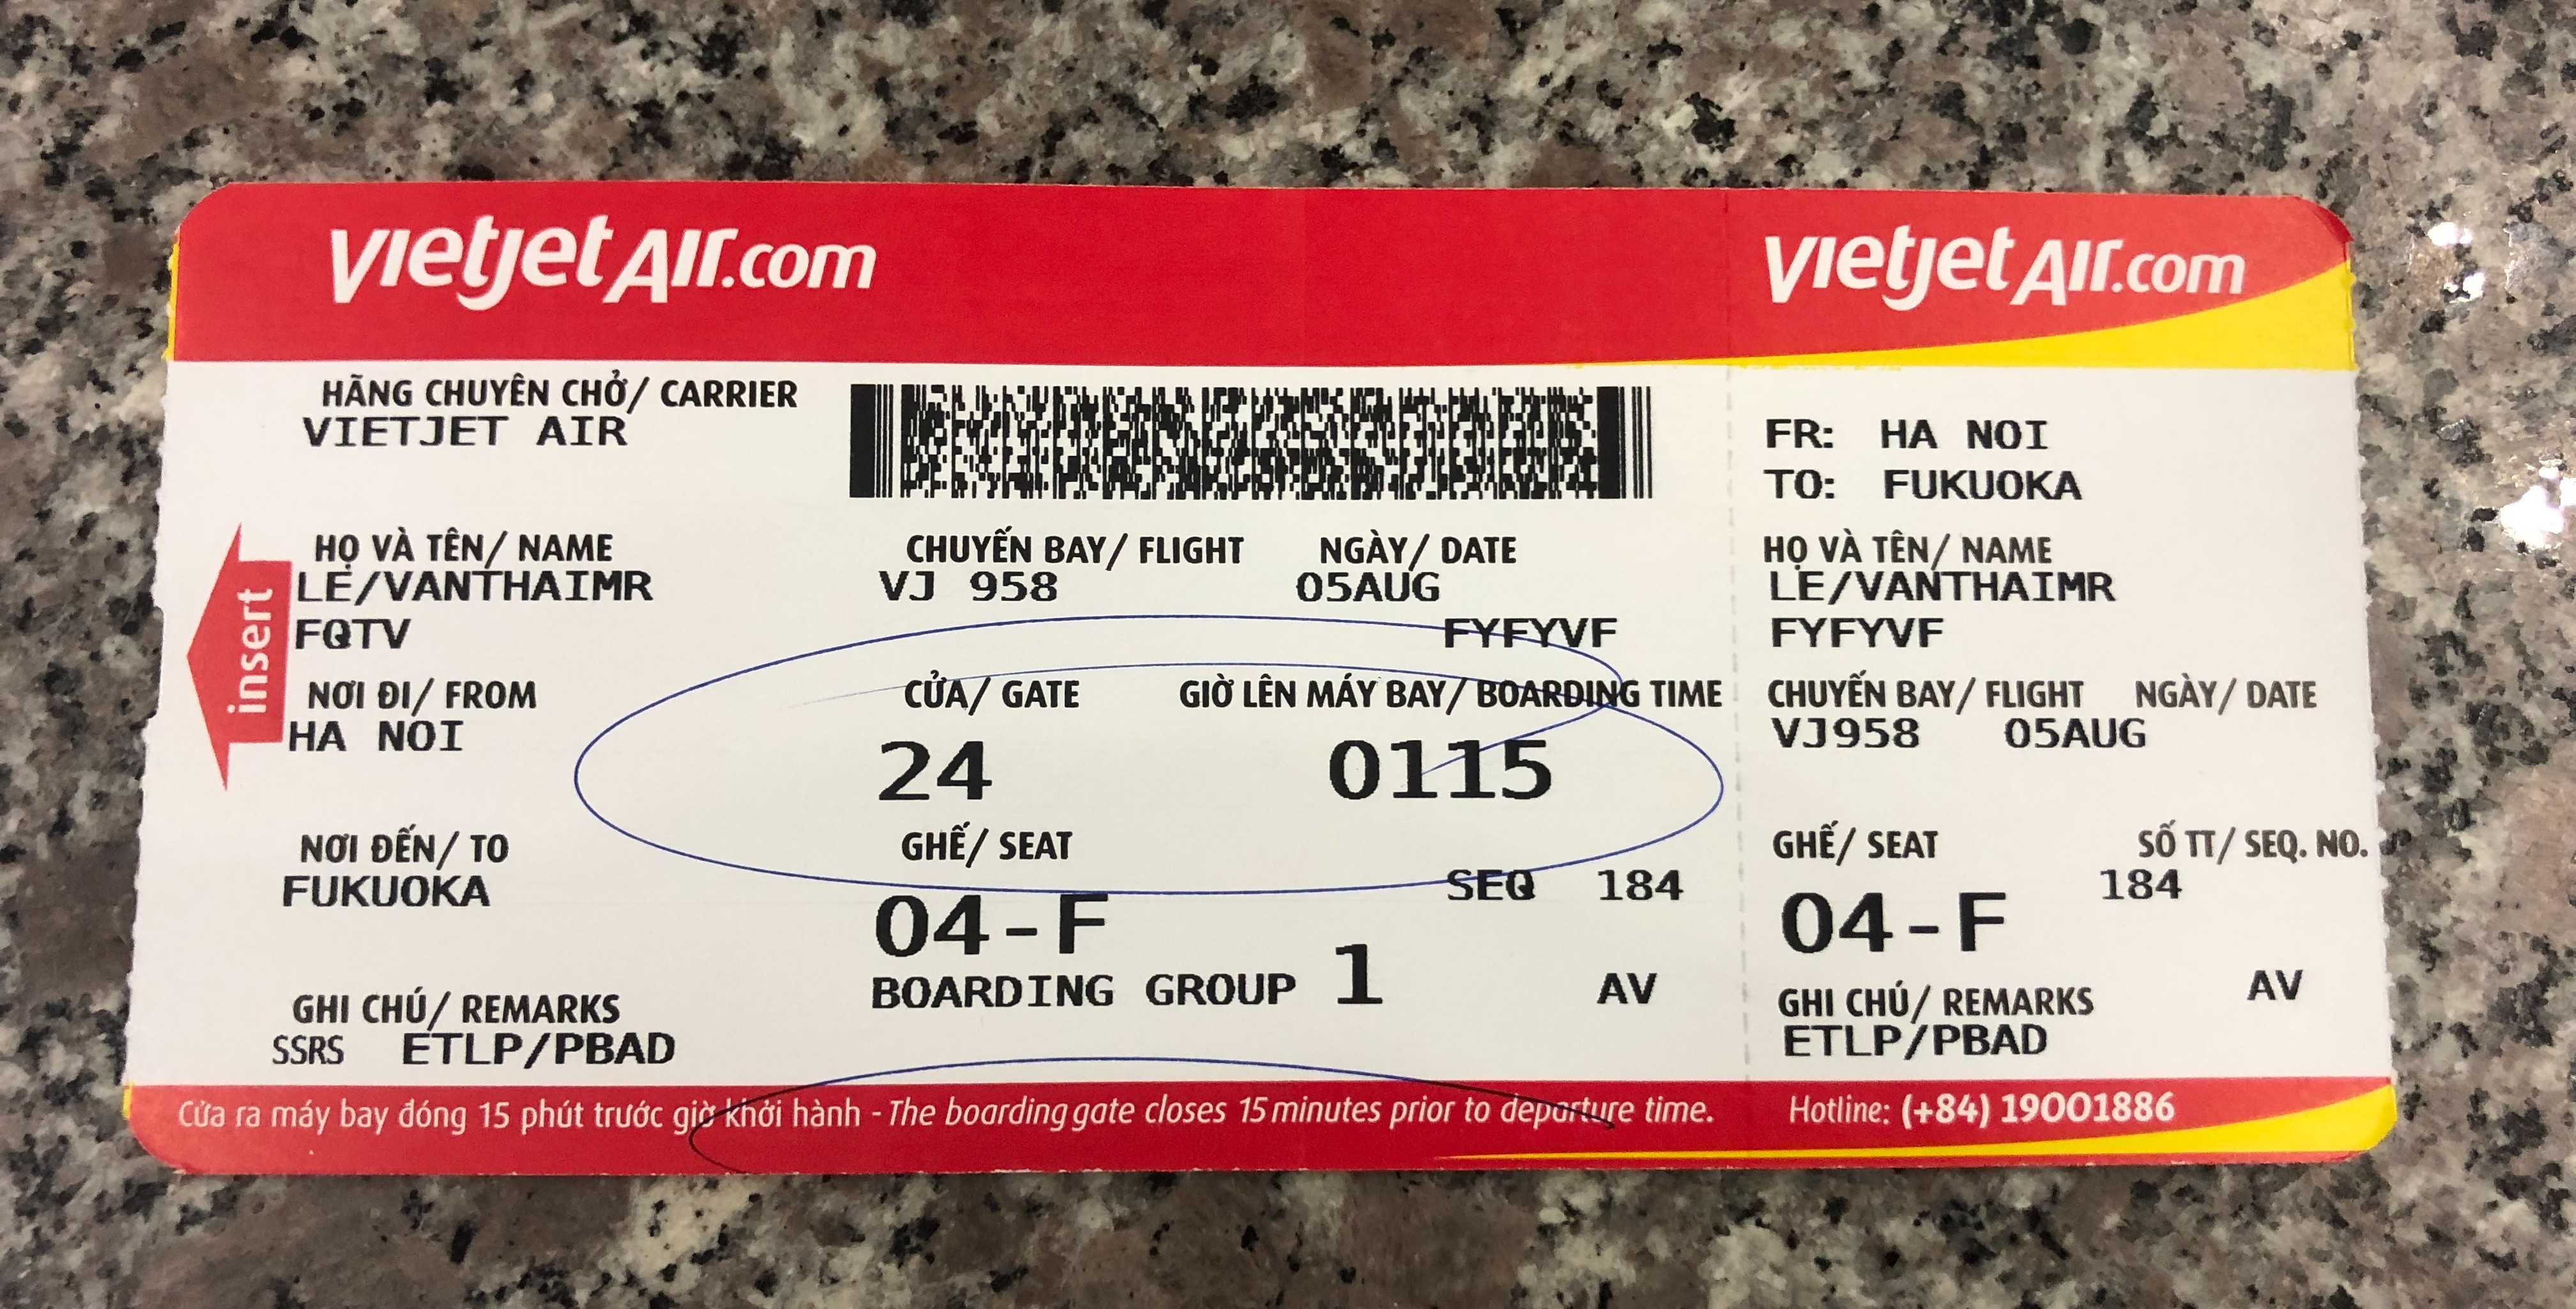 vietjetAir.com
HÃNG CHUYÊN CHỞ/ CARRIER
VIETJET AIR
HỌ VÀ TÊN/ NAME
LE/VANTHAIMR
FQTV
CHUYẾN BAY/ FLIGHT NGÀY/ DATE
VJ 958 05AUG
FYFYVF
insert
NƠI ĐI/ FROM
HA NOI
CỬA/ GATE GIỜ LÊN MÁY BAY/ BOARDING TIME
24 0115
NƠI ĐẾN/ TO
FUKUOKA
GHẾ/ SEAT
SEQ 184
04-F
BOARDING GROUP 1 AV
GHI CHÚ/ REMARKS
SSRS ETLP/PBAD
Cửa ra máy bay đóng 15 phút trước giờ khởi hành - The boarding gate closes 15 minutes prior to departure time.
vietjetAir.com
FR: HA NOI
TO: FUKUOKA
HỌ VÀ TÊN/ NAME
LE/VANTHAIMR
FYFYVF
CHUYẾN BAY/ FLIGHT NGÀY/ DATE
VJ958 05AUG
GHẾ/ SEAT SỐ TT/ SEQ. NO.
04-F 184
AV
GHI CHÚ/ REMARKS
ETLP/PBAD
Hotline: (+84) 19001886